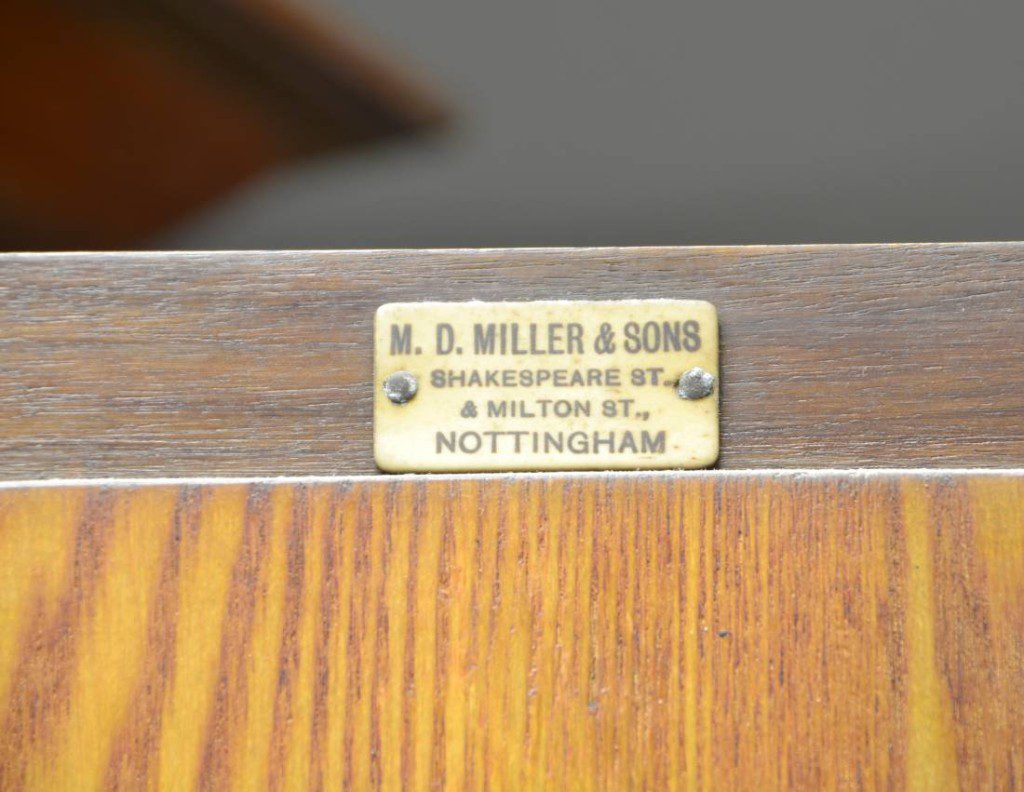 M. D. MILLER & SONS
SHAKESPEARE ST.,
& MILTON ST.,
NOTTINGHAM